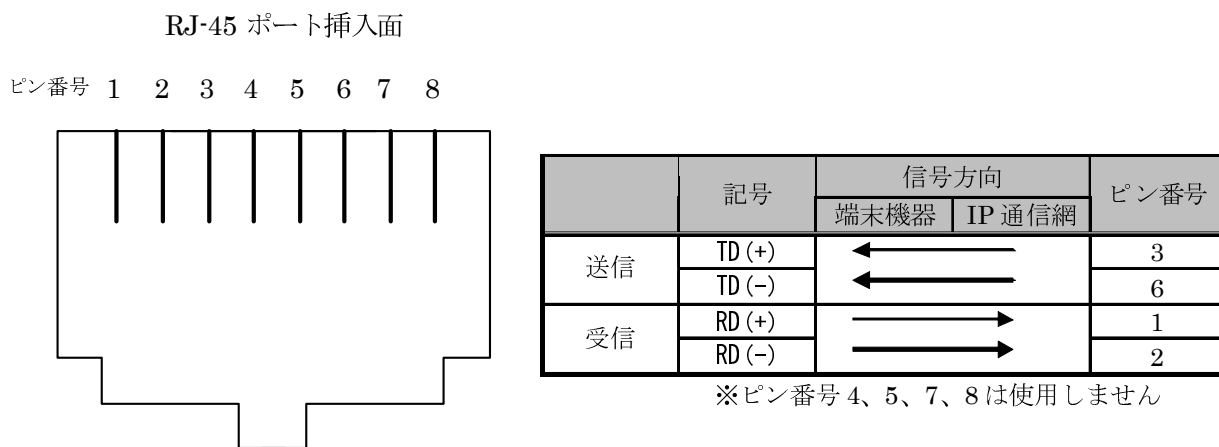 RJ-45 ポート挿入面
ピン番号 1 2 3 4 5 6 7 8
記号 信号方向 ピン番号
端末機器 IP 通信網
送信 TD(+) 3
TD(-) 6
受信 RD(+) 1
RD(-) 2
※ピン番号 4、5、7、8 は使用しません